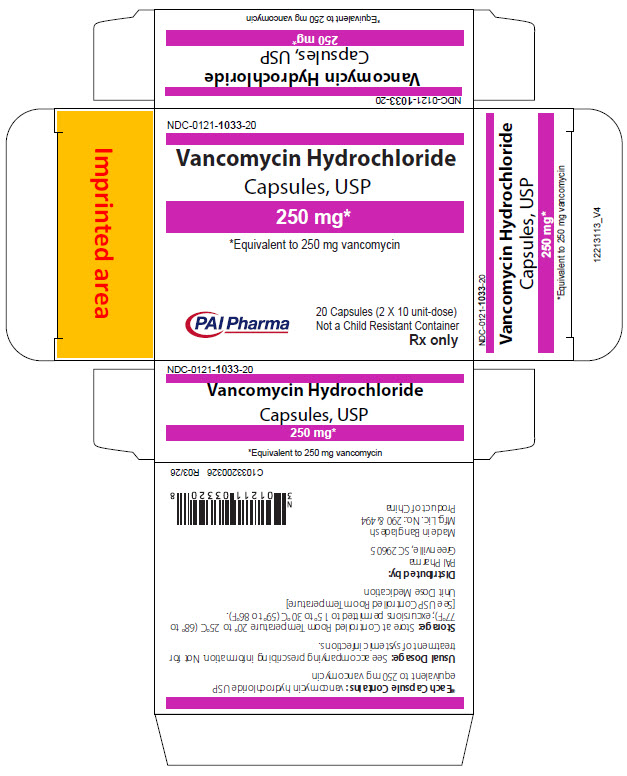 NDC-0121-1033-20
Vancomycin Hydrochloride
Capsules, USP
250 mg*
*Equivalent to 250 mg vancomycin
Imprinted area
NDC-0121-1033-20
Vancomycin Hydrochloride
Capsules, USP
250 mg*
*Equivalent to 250 mg vancomycin
PAI Pharma
20 Capsules (2 X 10 unit-dose)
Not a Child Resistant Container
Rx only
NDC-0121-1033-20
Vancomycin Hydrochloride
Capsules, USP
250 mg*
*Equivalent to 250 mg vancomycin
12213113_V4
NDC-0121-1033-20
Vancomycin Hydrochloride
Capsules, USP
250 mg*
*Equivalent to 250 mg vancomycin
*Each Capsule Contains: vancomycin hydrochloride USP
equivalent to 250 mg vancomycin
Usual Dosage: See accompanying prescribing information. Not for
treatment of systemic infections.
Storage: Store at Controlled Room Temperature 20° to 25°C (68° to
77°F); excursions permitted to 15° to 30°C (59° to 86°F).
[See USP Controlled Room Temperature]
Unit Dose Medication
Distributed by:
PAI Pharma
Greenville, SC 29605
Made in Bangladesh
Mfg. Lic. No.: 290 & 494
Product of China
N
3 0121103320 8
C1033200326 R03/26